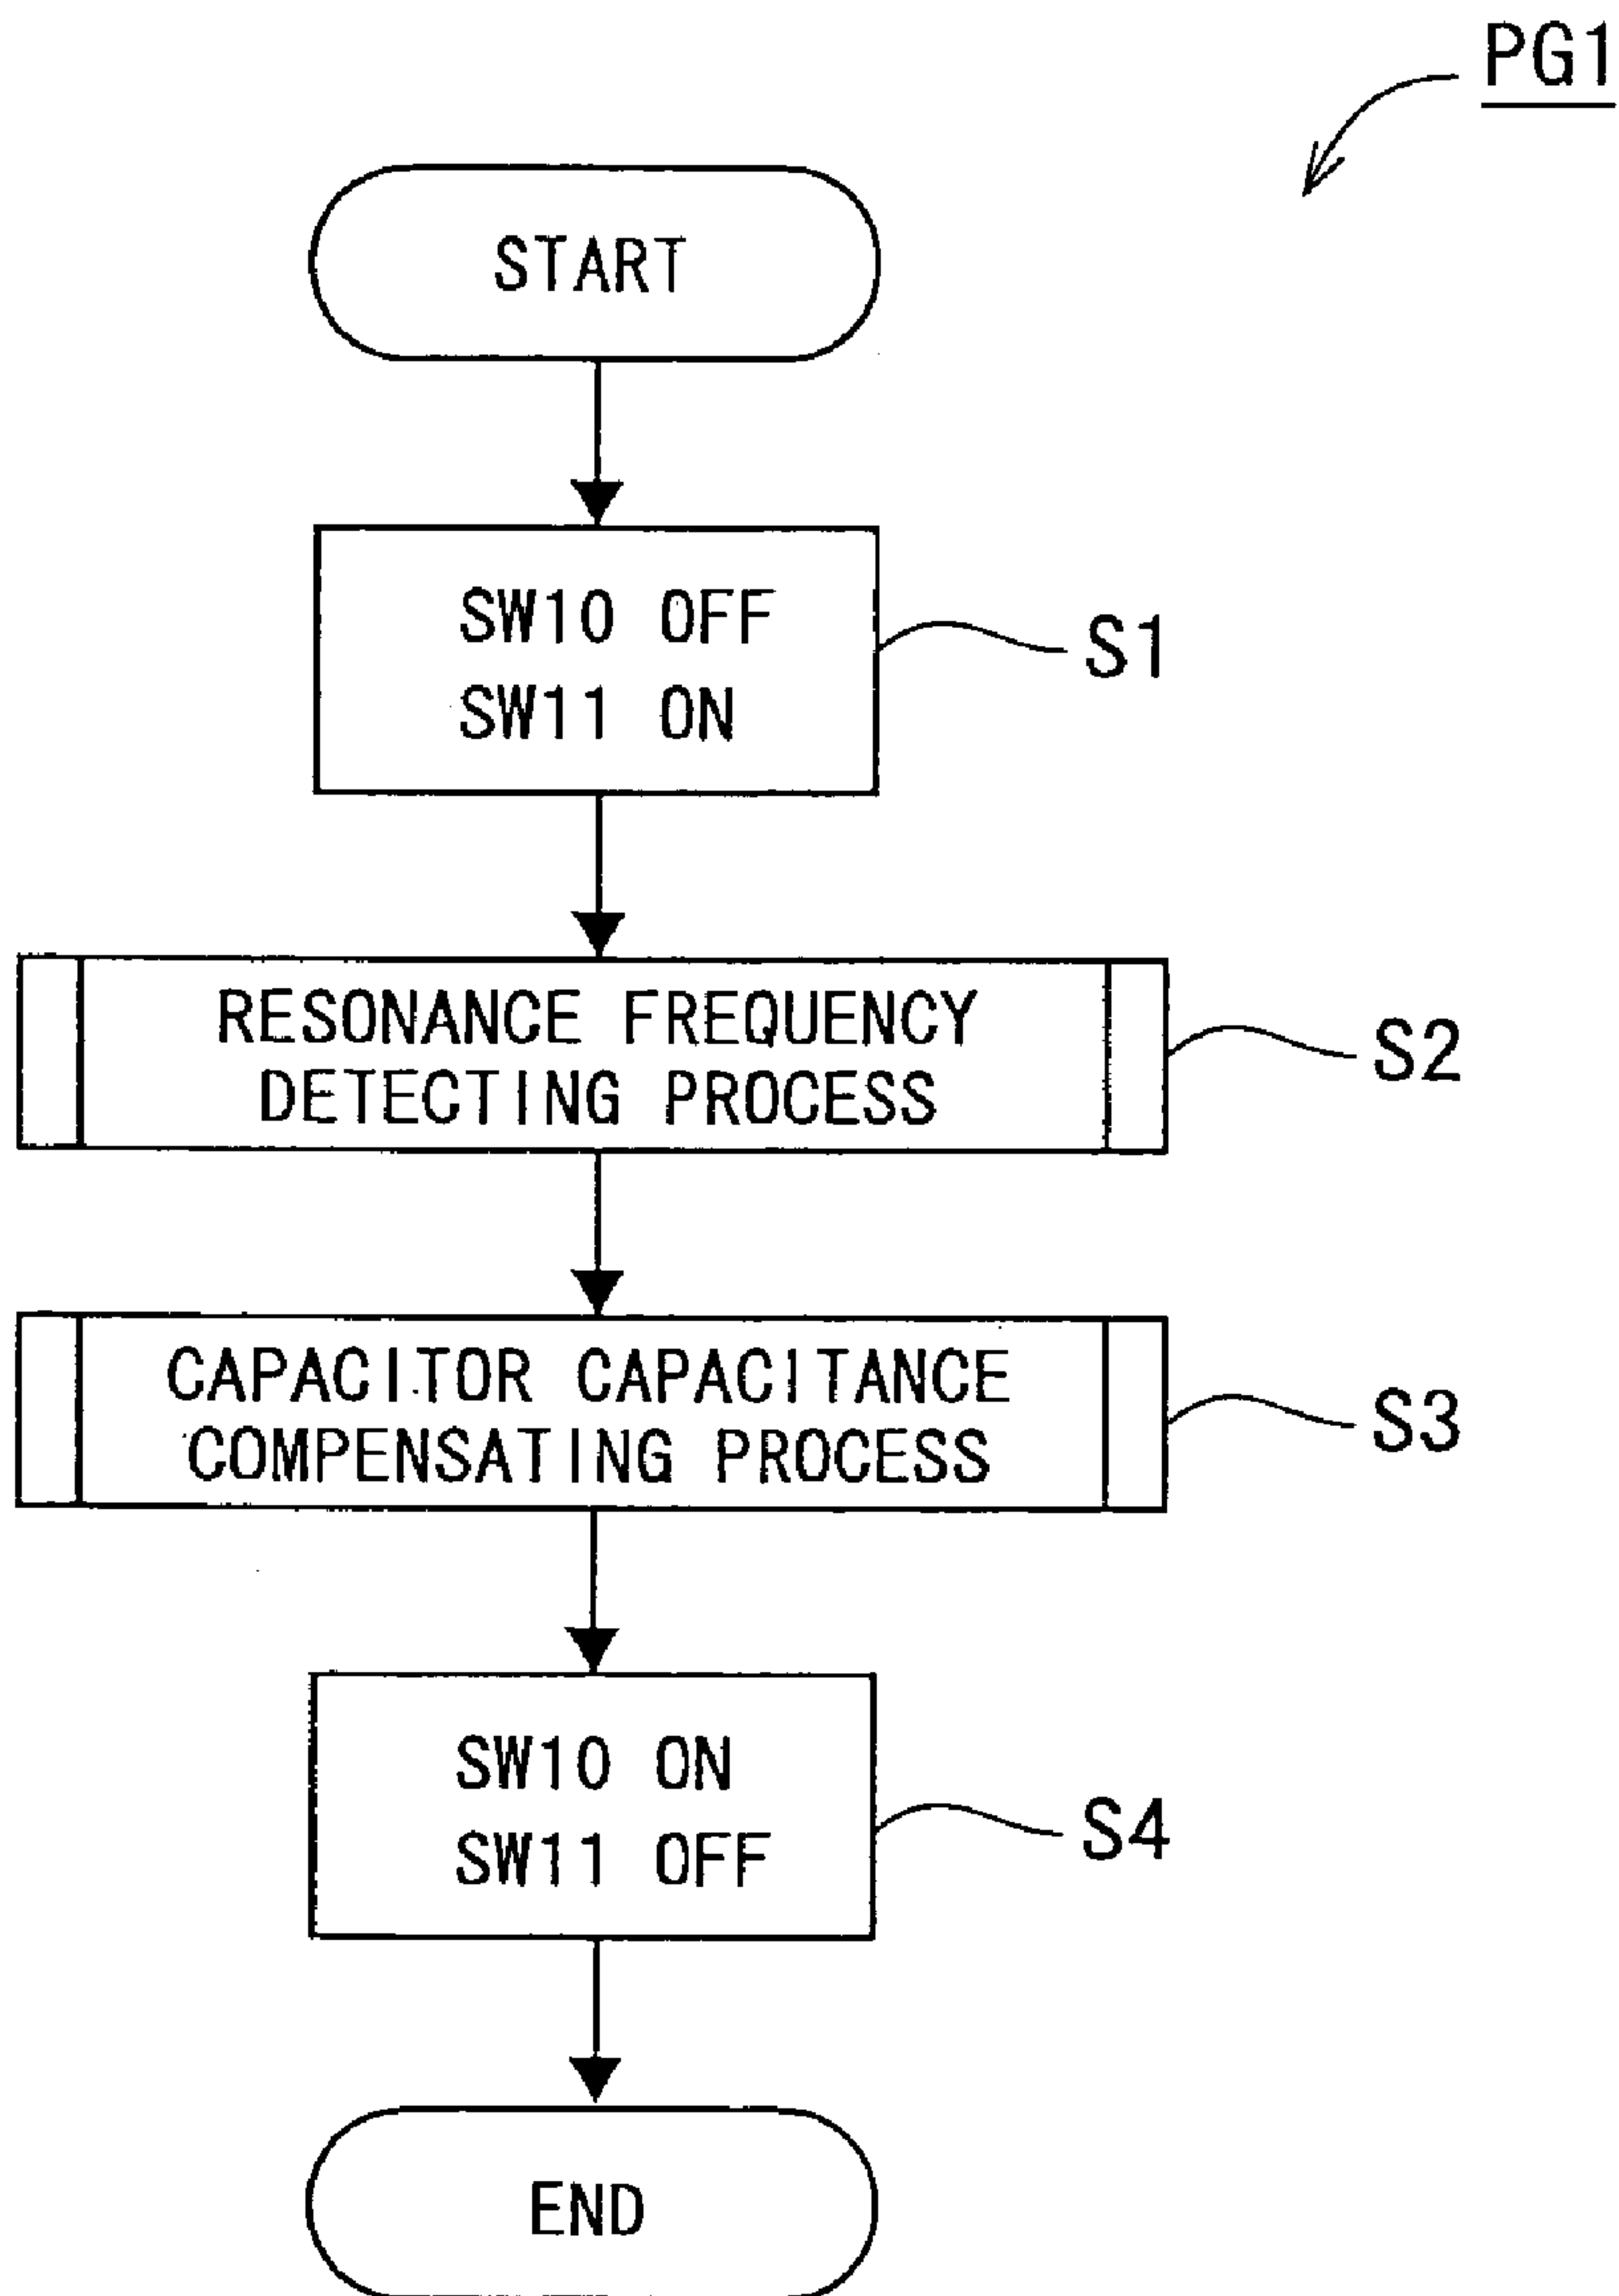 PG1
START
SW10 OFF
SW11 ON
S1
RESONANCE FREQUENCY
DETECTING PROCESS
S2
CAPACITOR CAPACITANCE
COMPENSATING PROCESS
S3
SW10 ON
SW11 OFF
S4
END